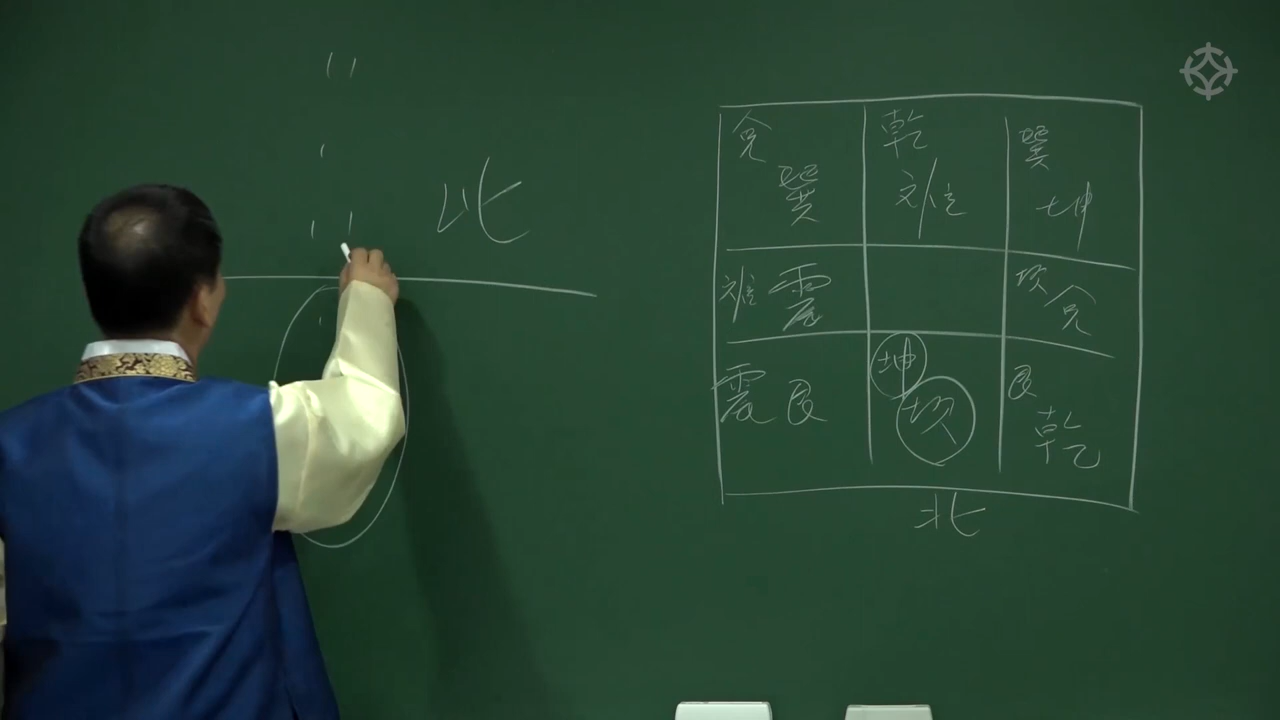 北
兌 乾 巽
巽 離 坤
離 震 坎 兌
震 艮 坤 坎 艮 乾
北